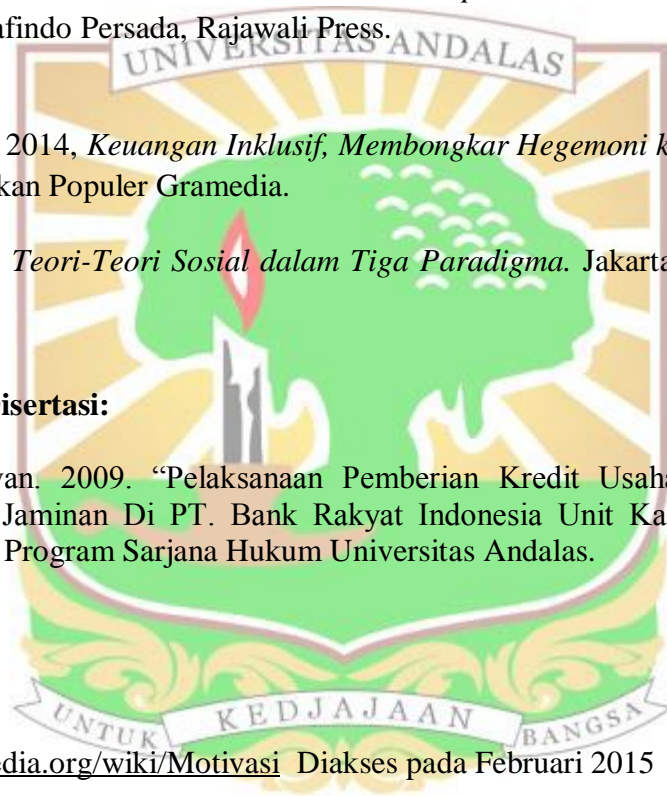 afindo Persada, Rajawali Press.
UNIVERSITAS ANDALAS
2014, Keuangan Inklusif, Membongkar Hegemoni k
kan Populer Gramedia.
Teori-Teori Sosial dalam Tiga Paradigma. Jakarta
isertasi:
van. 2009. “Pelaksanaan Pemberian Kredit Usaha
Jaminan Di PT. Bank Rakyat Indonesia Unit Ka
Program Sarjana Hukum Universitas Andalas.
UNTUK KEDJAJAAN BANGSA
edia.org/wiki/Motivasi Diakses pada Februari 2015